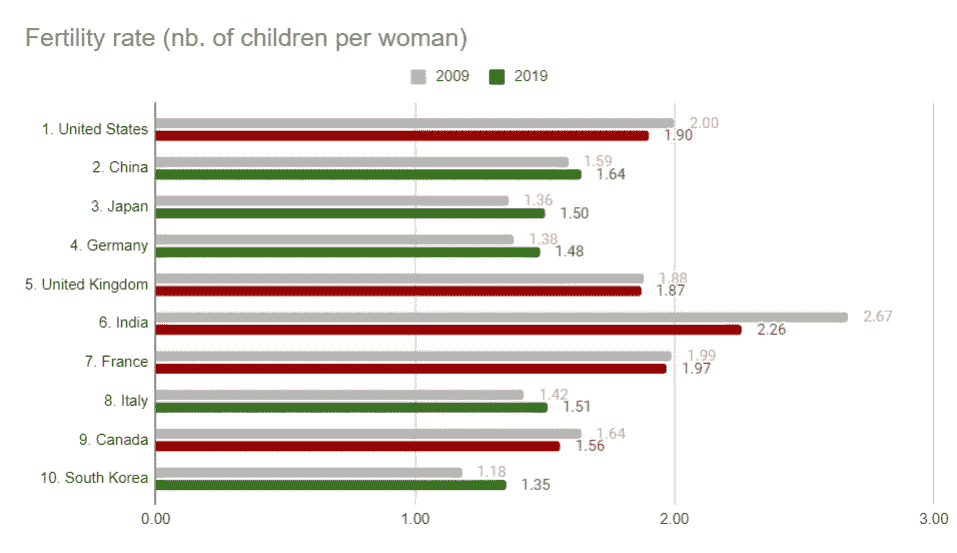 Fertility rate (nb. of children per woman)
2009 2019
1. United States 2.00
1.90
2. China 1.59
1.64
3. Japan 1.36
1.50
4. Germany 1.38
1.48
5. United Kingdom 1.88
1.87
6. India 2.67
2.26
7. France 1.99
1.97
8. Italy 1.42
1.51
9. Canada 1.64
1.56
10. South Korea 1.18
1.35
0.00 1.00 2.00 3.00